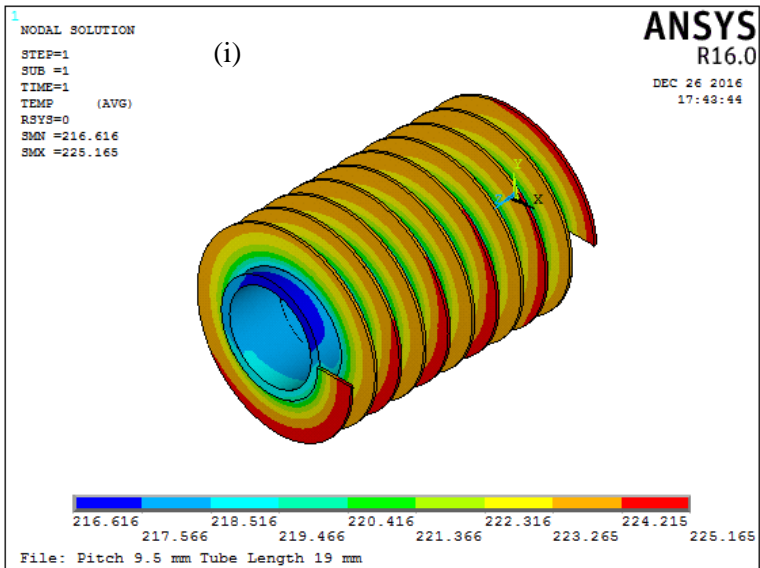 1
NODAL SOLUTION
STEP=1
SUB =1
TIME=1
TEMP (AVG)
RSYS=0
SMN =216.616
SMX =225.165
(i)
ANSYS
R16.0
DEC 26 2016
17:43:44
Y
Z X
216.616 218.516 220.416 222.316 224.215
217.566 219.466 221.366 223.265 225.165
File: Pitch 9.5 mm Tube Length 19 mm